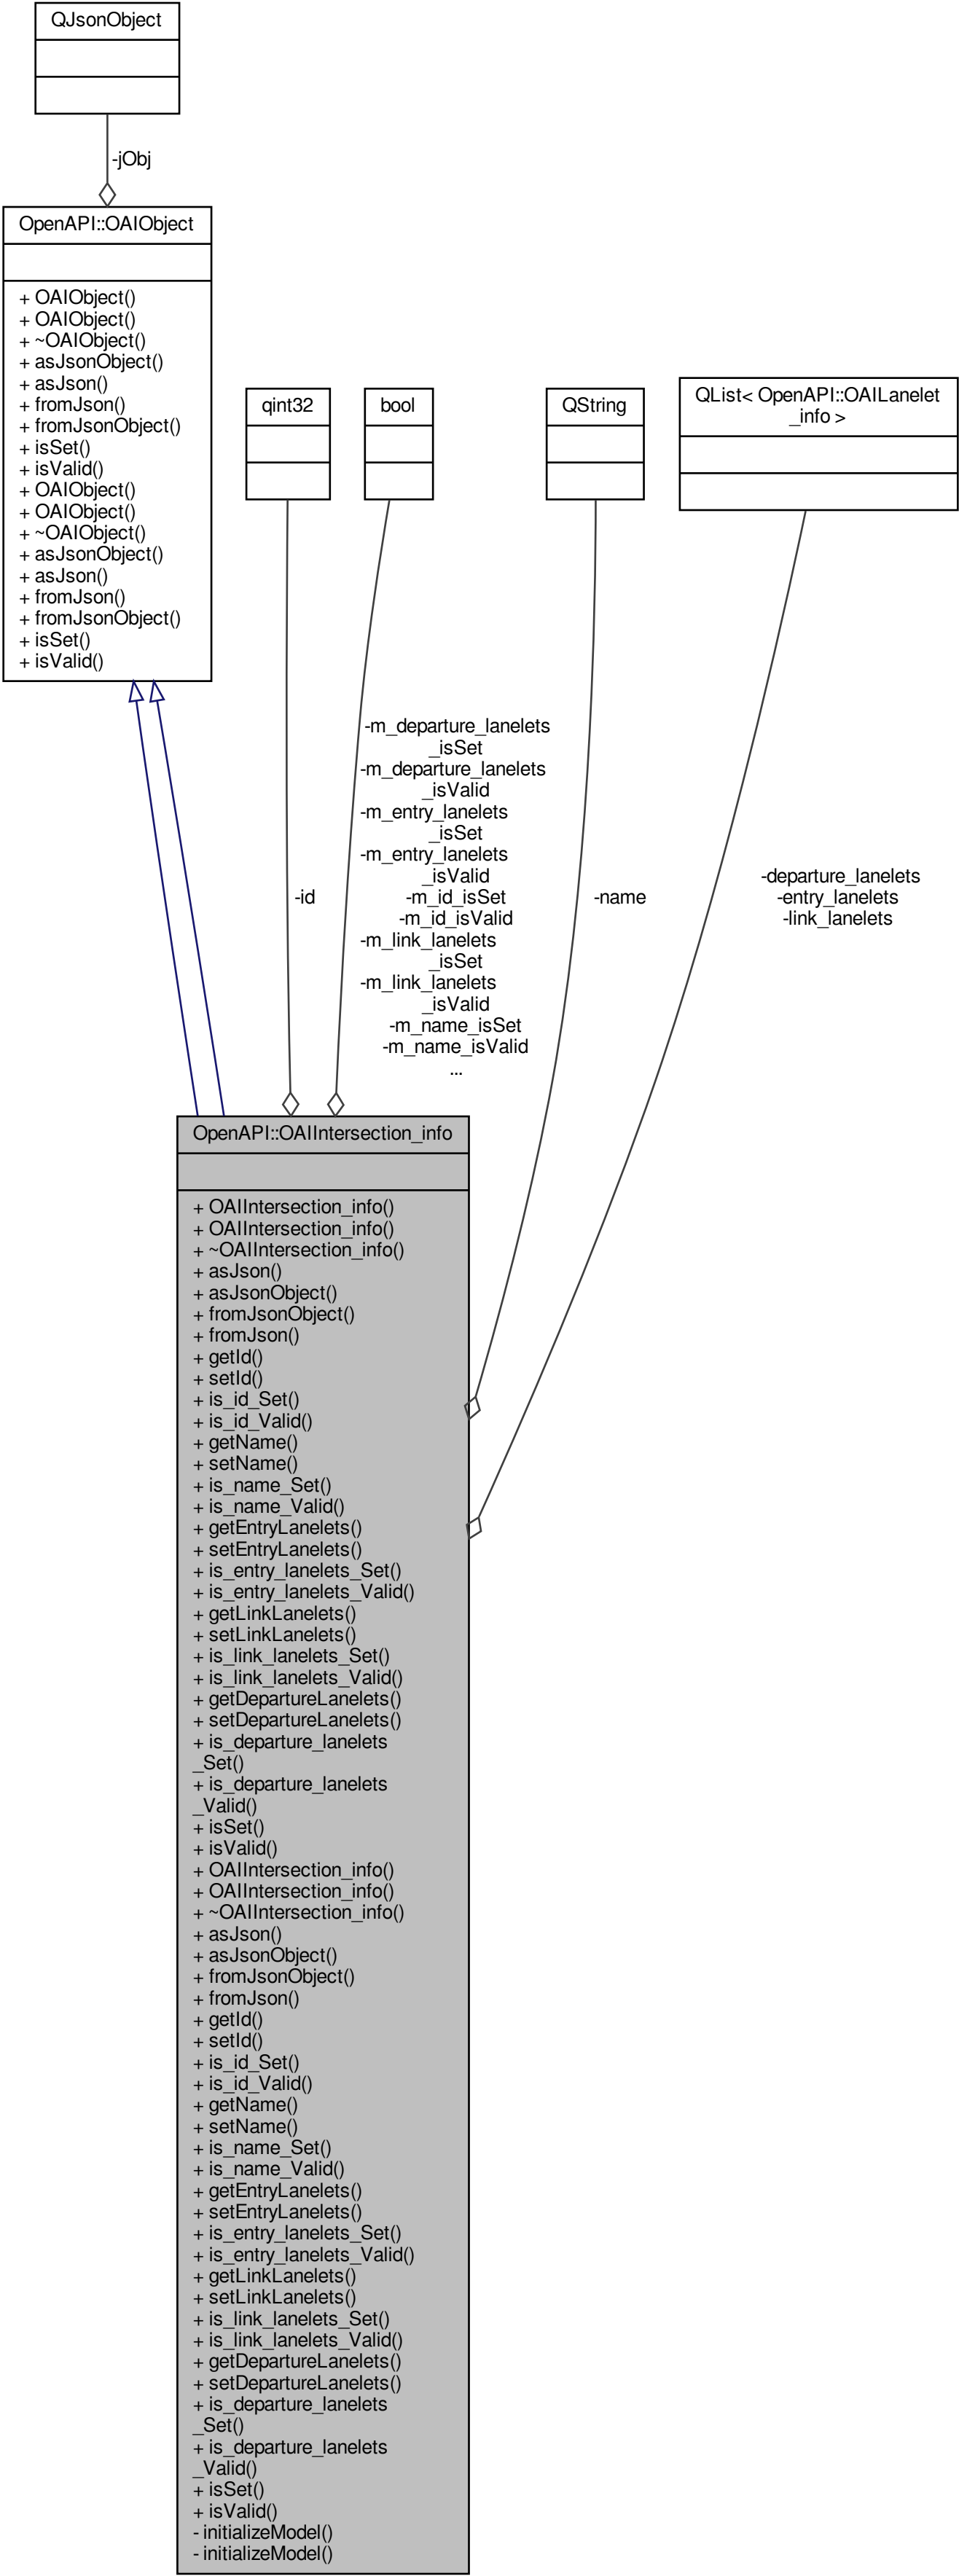 QJsonObject
-jObj
OpenAPI::OAIObject
+ OAIObject()
+ OAIObject()
+ ~OAIObject()
+ asJsonObject()
+ asJson()
+ fromJson()
+ fromJsonObject()
+ isSet()
+ isValid()
+ OAIObject()
+ OAIObject()
+ ~OAIObject()
+ asJsonObject()
+ asJson()
+ fromJson()
+ fromJsonObject()
+ isSet()
+ isValid()
qint32
bool
QString
QList< OpenAPI::OAILanelet
_info >
-id
-m_departure_lanelets
_isSet
-m_departure_lanelets
_isValid
-m_entry_lanelets
_isSet
-m_entry_lanelets
_isValid
-m_id_isSet
-m_id_isValid
-m_link_lanelets
_isSet
-m_link_lanelets
_isValid
-m_name_isSet
-m_name_isValid
...
-name
-departure_lanelets
-entry_lanelets
-link_lanelets
OpenAPI::OAIIntersection_info
+ OAIIntersection_info()
+ OAIIntersection_info()
+ ~OAIIntersection_info()
+ asJson()
+ asJsonObject()
+ fromJsonObject()
+ fromJson()
+ getId()
+ setId()
+ is_id_Set()
+ is_id_Valid()
+ getName()
+ setName()
+ is_name_Set()
+ is_name_Valid()
+ getEntryLanelets()
+ setEntryLanelets()
+ is_entry_lanelets_Set()
+ is_entry_lanelets_Valid()
+ getLinkLanelets()
+ setLinkLanelets()
+ is_link_lanelets_Set()
+ is_link_lanelets_Valid()
+ getDepartureLanelets()
+ setDepartureLanelets()
+ is_departure_lanelets
_Set()
+ is_departure_lanelets
_Valid()
+ isSet()
+ isValid()
+ OAIIntersection_info()
+ OAIIntersection_info()
+ ~OAIIntersection_info()
+ asJson()
+ asJsonObject()
+ fromJsonObject()
+ fromJson()
+ getId()
+ setId()
+ is_id_Set()
+ is_id_Valid()
+ getName()
+ setName()
+ is_name_Set()
+ is_name_Valid()
+ getEntryLanelets()
+ setEntryLanelets()
+ is_entry_lanelets_Set()
+ is_entry_lanelets_Valid()
+ getLinkLanelets()
+ setLinkLanelets()
+ is_link_lanelets_Set()
+ is_link_lanelets_Valid()
+ getDepartureLanelets()
+ setDepartureLanelets()
+ is_departure_lanelets
_Set()
+ is_departure_lanelets
_Valid()
+ isSet()
+ isValid()
- initializeModel()
- initializeModel()